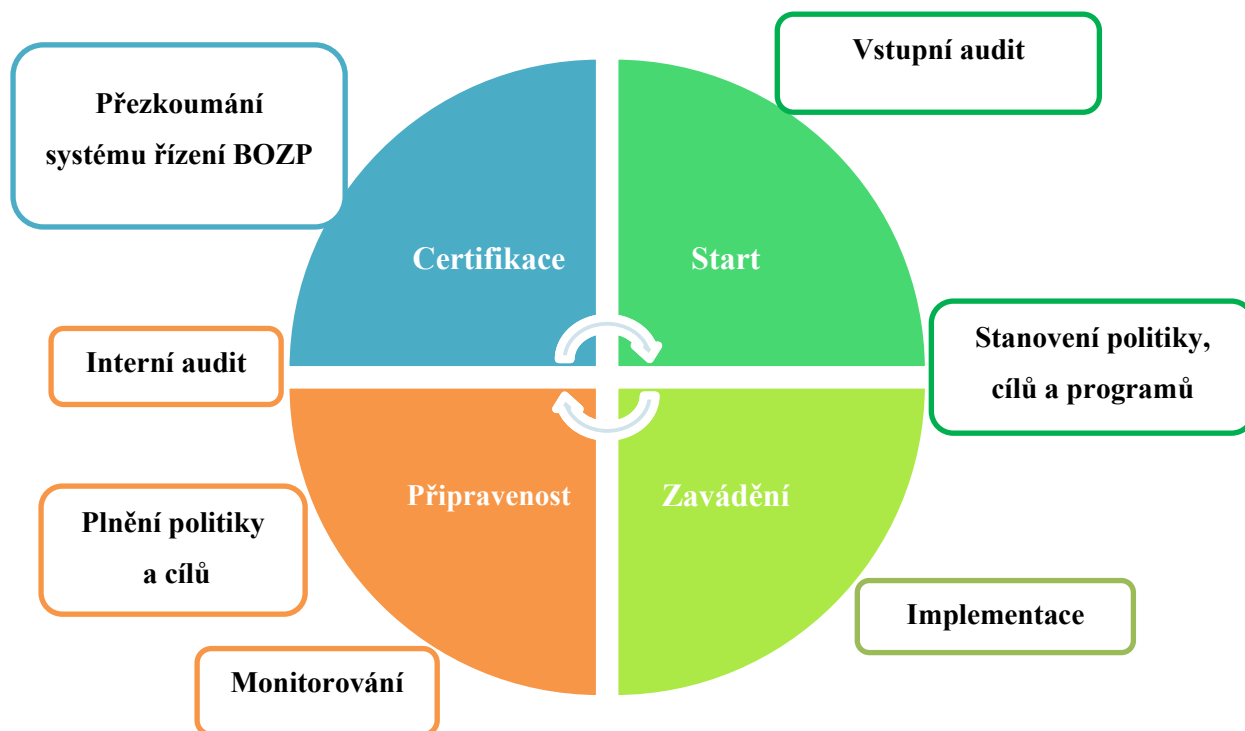 Vstupní audit
Přezkoumání
systému řízení BOZP
Certifikace
Start
Interní audit
Stanovení politiky,
cílů a programů
Připravenost
Zavádění
Plnění politiky
a cílů
Implementace
Monitorování